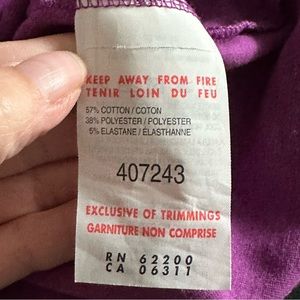 KEEP AWAY FROM FIRE
TENIR LOIN DU FEU
57% COTTON / COTON
38% POLYESTER / POLYESTER
5% ELASTANE / ÉLASTHANNE
407243
EXCLUSIVE OF TRIMMINGS
GARNITURE NON COMPRISE
RN 62200
CA 06311